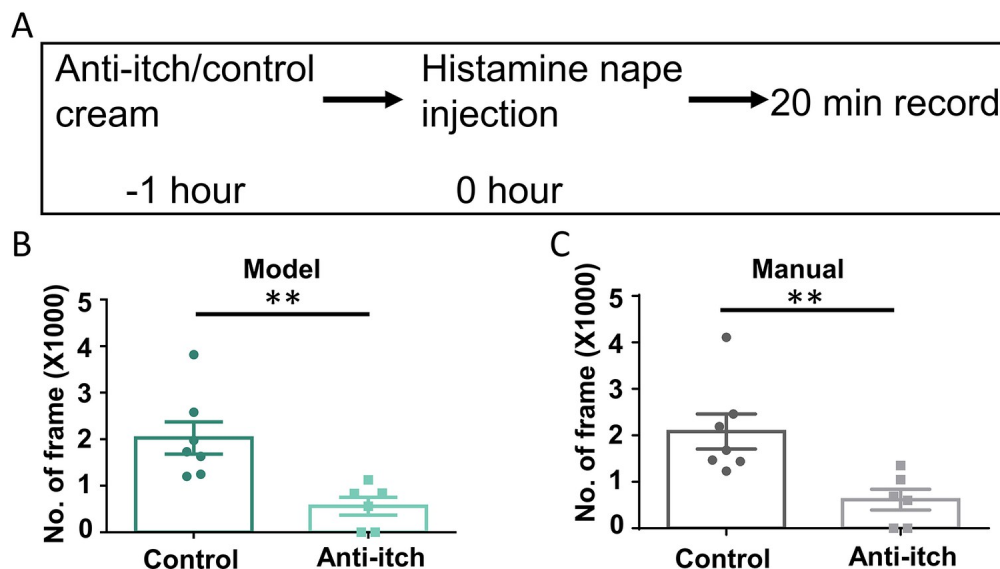 A
Anti-itch/control
cream
Histamine nape
injection
20 min record
-1 hour
0 hour
B
Model
**
No. of frame (X1000)
5
4
3
2
1
0
Control
Anti-itch
C
Manual
**
No. of frame (X1000)
5
4
3
2
1
0
Control
Anti-itch